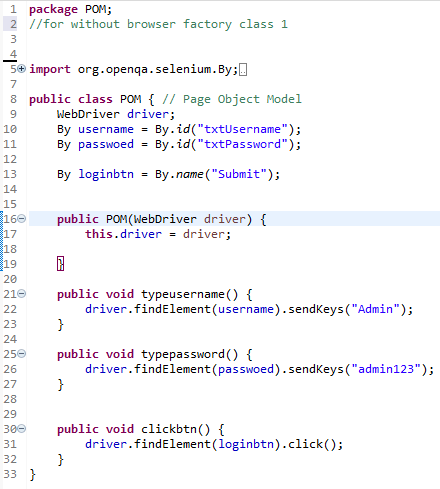 1 package POM;
2 //for without browser factory class 1
3
4
5 import org.openqa.selenium.By;
7
8 public class POM { // Page Object Model
9 WebDriver driver;
10 By username = By.id("txtUsername");
11 By passwoed = By.id("txtPassword");
12
13 By loginbtn = By.name("Submit");
14
15
16 public POM(WebDriver driver) {
17 this.driver = driver;
18
19 }
20
21 public void typeusername() {
22 driver.findElement(username).sendKeys("Admin");
23 }
24
25 public void typepassword() {
26 driver.findElement(passwoed).sendKeys("admin123");
27 }
28
29
30 public void clickbtn() {
31 driver.findElement(loginbtn).click();
32 }
33 }